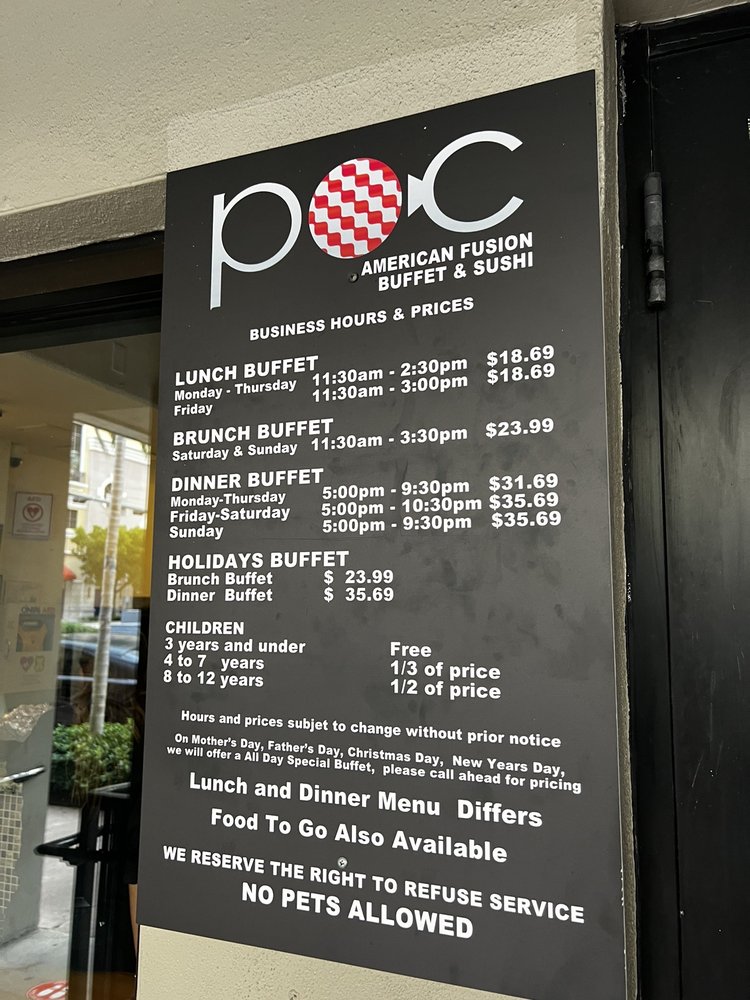 poc
AMERICAN FUSION
BUFFET & SUSHI
BUSINESS HOURS & PRICES
LUNCH BUFFET
Monday - Thursday 11:30am - 2:30pm $18.69
Friday 11:30am - 3:00pm $18.69
BRUNCH BUFFET
Saturday & Sunday 11:30am - 3:30pm $23.99
DINNER BUFFET
Monday-Thursday 5:00pm - 9:30pm $31.69
Friday-Saturday 5:00pm - 10:30pm $35.69
Sunday 5:00pm - 9:30pm $35.69
HOLIDAYS BUFFET
Brunch Buffet $ 23.99
Dinner Buffet $ 35.69
CHILDREN
3 years and under Free
4 to 7 years 1/3 of price
8 to 12 years 1/2 of price
Hours and prices subjet to change without prior notice
On Mother's Day, Father's Day, Christmas Day, New Years Day,
we will offer a All Day Special Buffet, please call ahead for pricing
Lunch and Dinner Menu Differs
Food To Go Also Available
WE RESERVE THE RIGHT TO REFUSE SERVICE
NO PETS ALLOWED